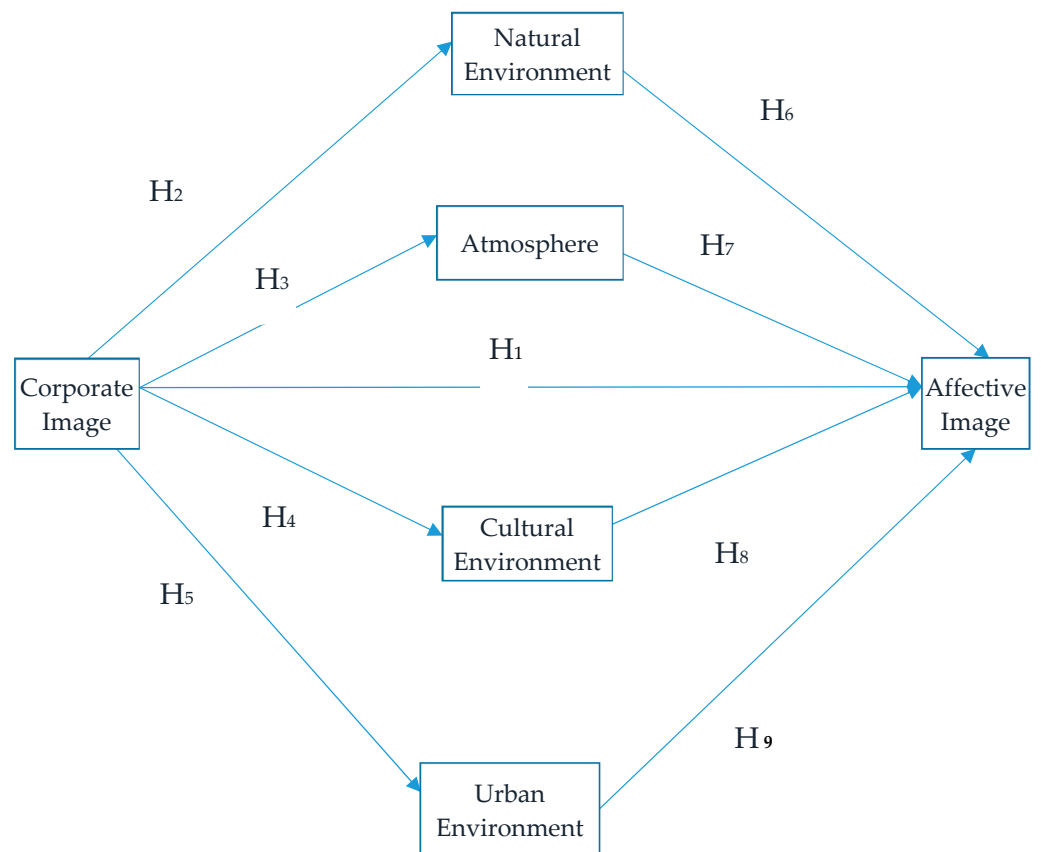 Natural
Environment
H6
H2
Atmosphere
H7
H3
H1
Corporate
Image
Affective
Image
H4
Cultural
Environment
H8
H5
H9
Urban
Environment